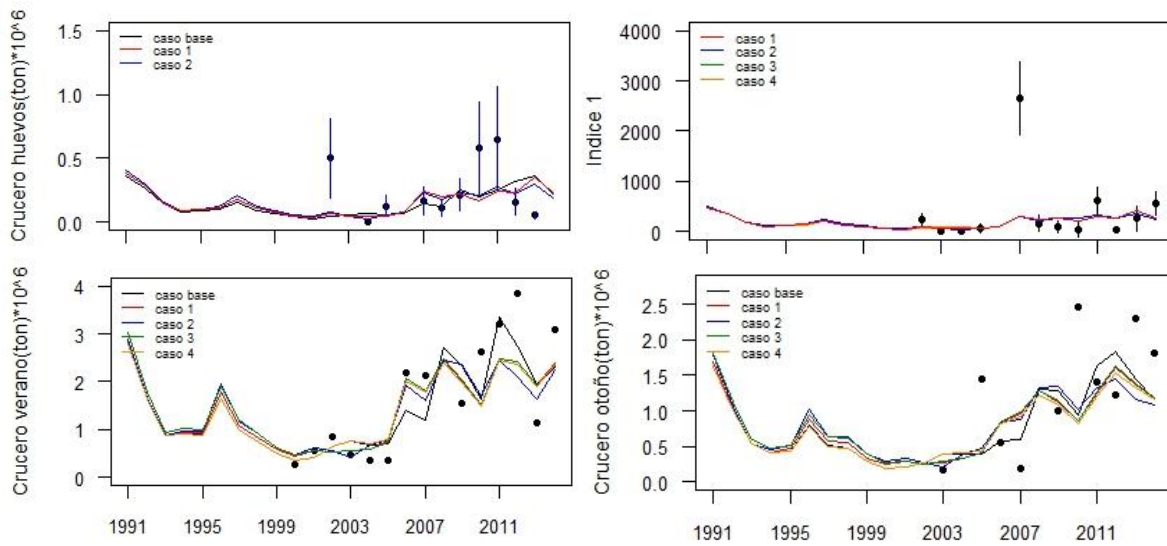 Crucero huevos(ton)*10^6
1.5
1.0
0.5
0.0
caso base
caso 1
caso 2
Indice 1
4000
3000
2000
1000
0
caso 1
caso 2
caso 3
caso 4
Crucero verano(ton)*10^6
4
3
2
1
0
caso base
caso 1
caso 2
caso 3
caso 4
1991 1995 1999 2003 2007 2011
Crucero otoño(ton)*10^6
2.5
2.0
1.5
1.0
0.5
0.0
caso base
caso 1
caso 2
caso 3
caso 4
1991 1995 1999 2003 2007 2011